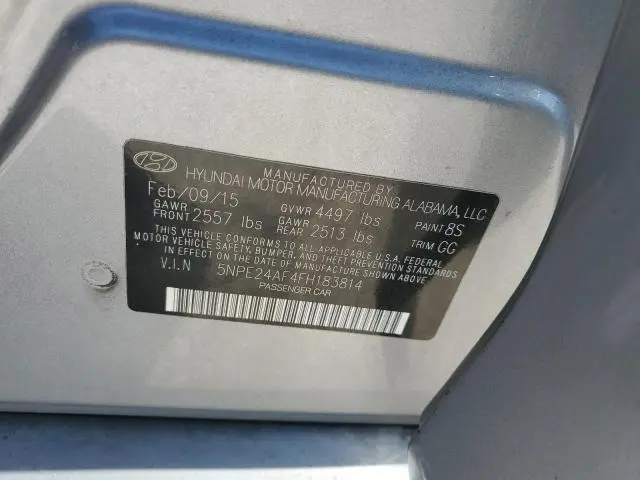 MANUFACTURED BY
HYUNDAI MOTOR MANUFACTURING ALABAMA, LLC
Feb/09/15 GVWR 4497 lbs PAINT 8S
GAWR FRONT 2557 lbs GAWR REAR 2513 lbs TRIM GG
THIS VEHICLE CONFORMS TO ALL APPLICABLE U.S.A. FEDERAL
MOTOR VEHICLE SAFETY, BUMPER, AND THEFT PREVENTION STANDARDS
IN EFFECT ON THE DATE OF MANUFACTURE SHOWN ABOVE
V.I.N 5NPE24AF4FH183814
PASSENGER CAR